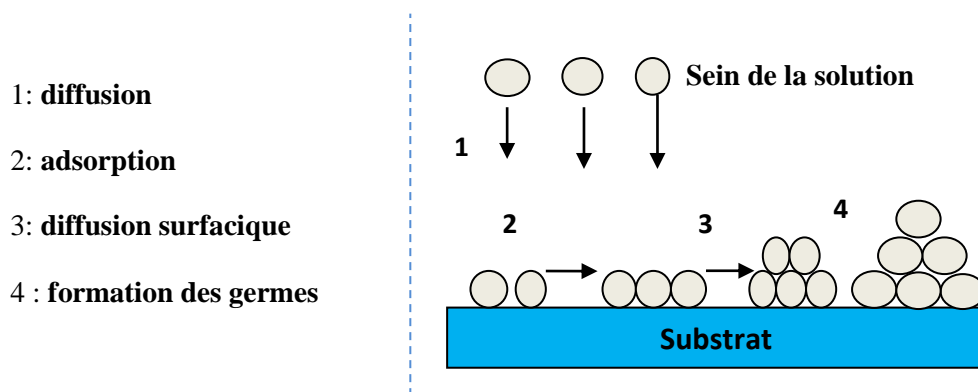 1: diffusion
2: adsorption
3: diffusion surfacique
4 : formation des germes
Sein de la solution
1
2
3
4
Substrat